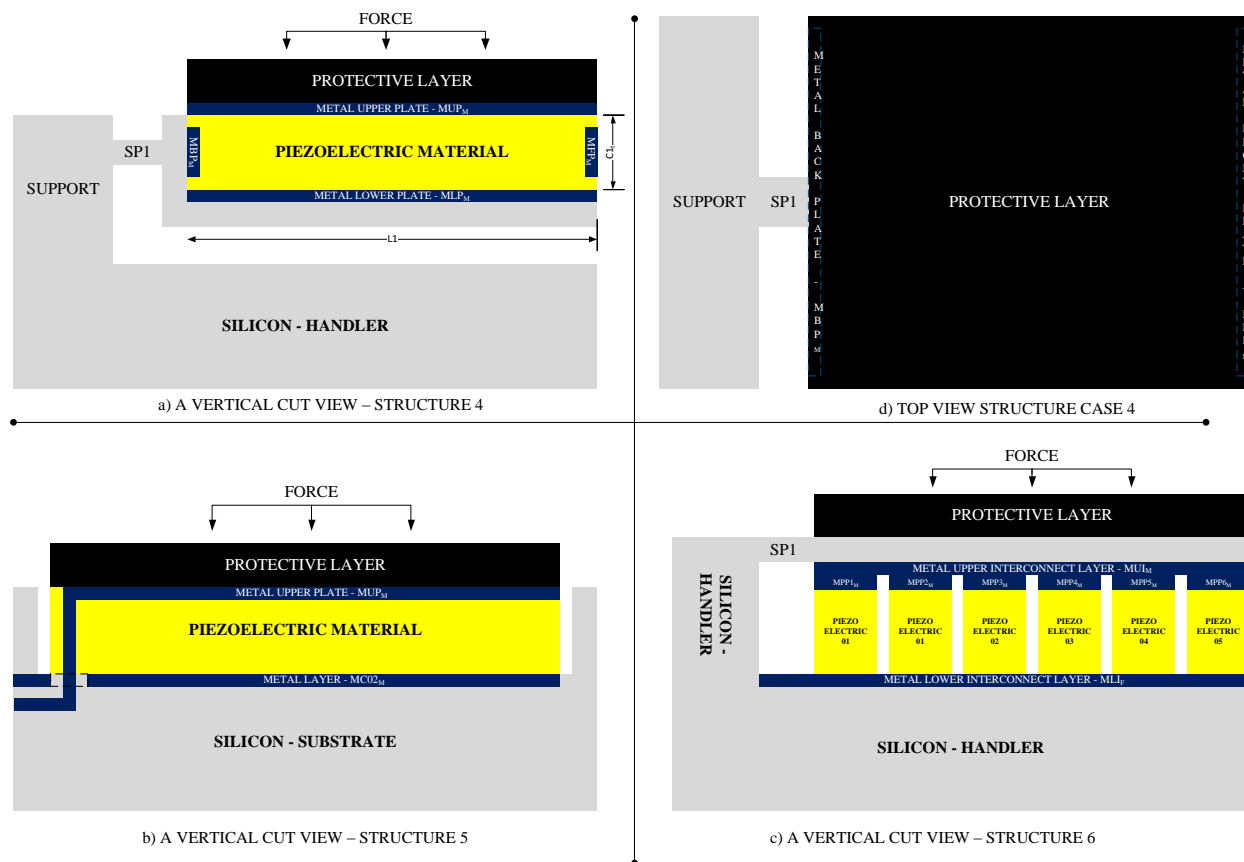 FORCE
PROTECTIVE LAYER
METAL UPPER PLATE - MUPM
SP1
MBPM
PIEZOELECTRIC MATERIAL
MFPM
C1t
SUPPORT
METAL LOWER PLATE - MLPM
L1
SILICON - HANDLER
a) A VERTICAL CUT VIEW – STRUCTURE 4
METAL BACK PLATE - MBPM
SUPPORT
SP1
PROTECTIVE LAYER
d) TOP VIEW STRUCTURE CASE 4
FORCE
PROTECTIVE LAYER
METAL UPPER PLATE - MUPM
PIEZOELECTRIC MATERIAL
METAL LAYER - MC02M
SILICON - SUBSTRATE
b) A VERTICAL CUT VIEW – STRUCTURE 5
FORCE
PROTECTIVE LAYER
SP1
METAL UPPER INTERCONNECT LAYER - MUIM
MPP1M MPP2M MPP3M MPP4M MPP5M MPP6M
SILICON -
HANDLER
PIEZO PIEZO PIEZO PIEZO PIEZO PIEZO
ELECTRIC ELECTRIC ELECTRIC ELECTRIC ELECTRIC ELECTRIC
01 01 02 03 04 05
METAL LOWER INTERCONNECT LAYER - MLIF
SILICON - HANDLER
c) A VERTICAL CUT VIEW – STRUCTURE 6